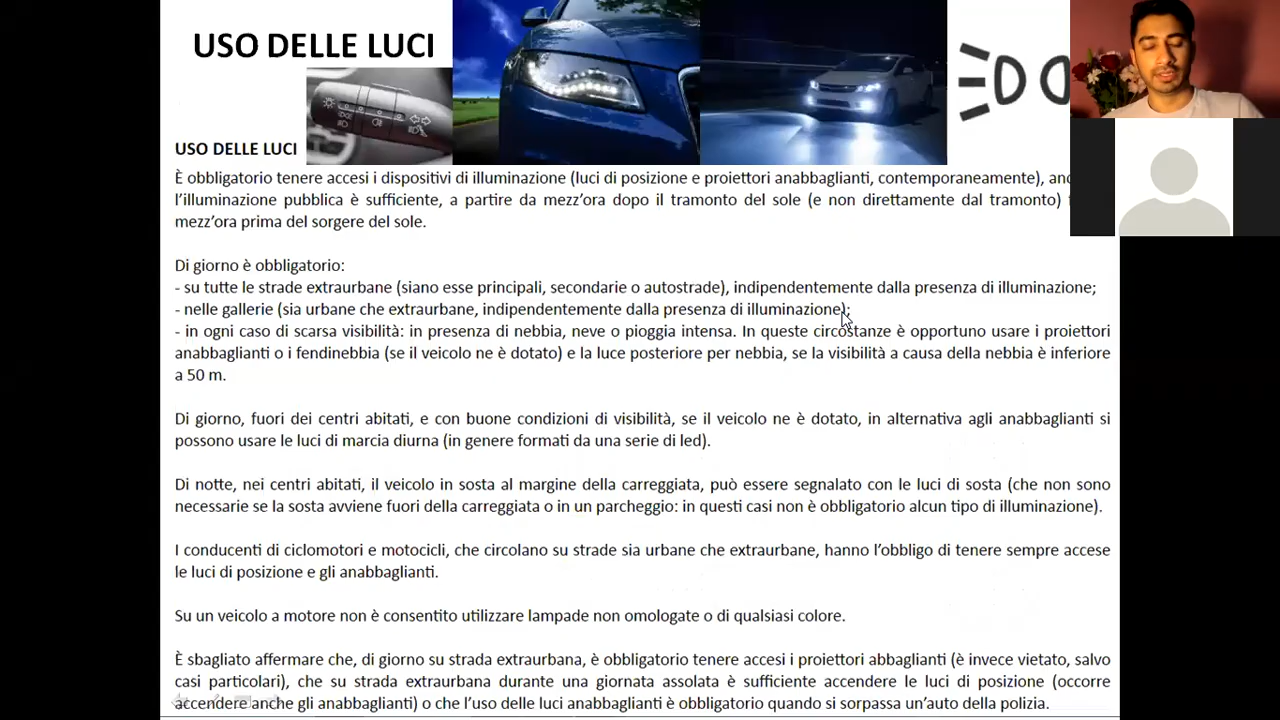 USO DELLE LUCI
USO DELLE LUCI
È obbligatorio tenere accesi i dispositivi di illuminazione (luci di posizione e proiettori anabbaglianti, contemporaneamente),
l’illuminazione pubblica è sufficiente, a partire da mezz’ora dopo il tramonto del sole (e non direttamente dal tramonto)
mezz’ora prima del sorgere del sole.
Di giorno è obbligatorio:
- su tutte le strade extraurbane (siano esse principali, secondarie o autostrade), indipendentemente dalla presenza di illuminazione;
- nelle gallerie (sia urbane che extraurbane, indipendentemente dalla presenza di illuminazione);
- in ogni caso di scarsa visibilità: in presenza di nebbia, neve o pioggia intensa. In queste circostanze è opportuno usare i proiettori
anabbaglianti o i fendinebbia (se il veicolo ne è dotato) e la luce posteriore per nebbia, se la visibilità a causa della nebbia è inferiore
a 50 m.
Di giorno, fuori dei centri abitati, e con buone condizioni di visibilità, se il veicolo ne è dotato, in alternativa agli anabbaglianti si
possono usare le luci di marcia diurna (in genere formati da una serie di led).
Di notte, nei centri abitati, il veicolo in sosta al margine della carreggiata, può essere segnalato con le luci di sosta (che non sono
necessarie se la sosta avviene fuori della carreggiata o in un parcheggio: in questi casi non è obbligatorio alcun tipo di illuminazione).
I conducenti di ciclomotori e motocicli, che circolano su strade sia urbane che extraurbane, hanno l’obbligo di tenere sempre accese
le luci di posizione e gli anabbaglianti.
Su un veicolo a motore non è consentito utilizzare lampade non omologate o di qualsiasi colore.
È sbagliato affermare che, di giorno su strada extraurbana, è obbligatorio tenere accesi i proiettori abbaglianti (è invece vietato, salvo
casi particolari), che su strada extraurbana durante una giornata assolata è sufficiente accendere le luci di posizione (occorre
accendere anche gli anabbaglianti) o che l’uso delle luci anabbaglianti è obbligatorio quando si sorpassa un’auto della polizia.